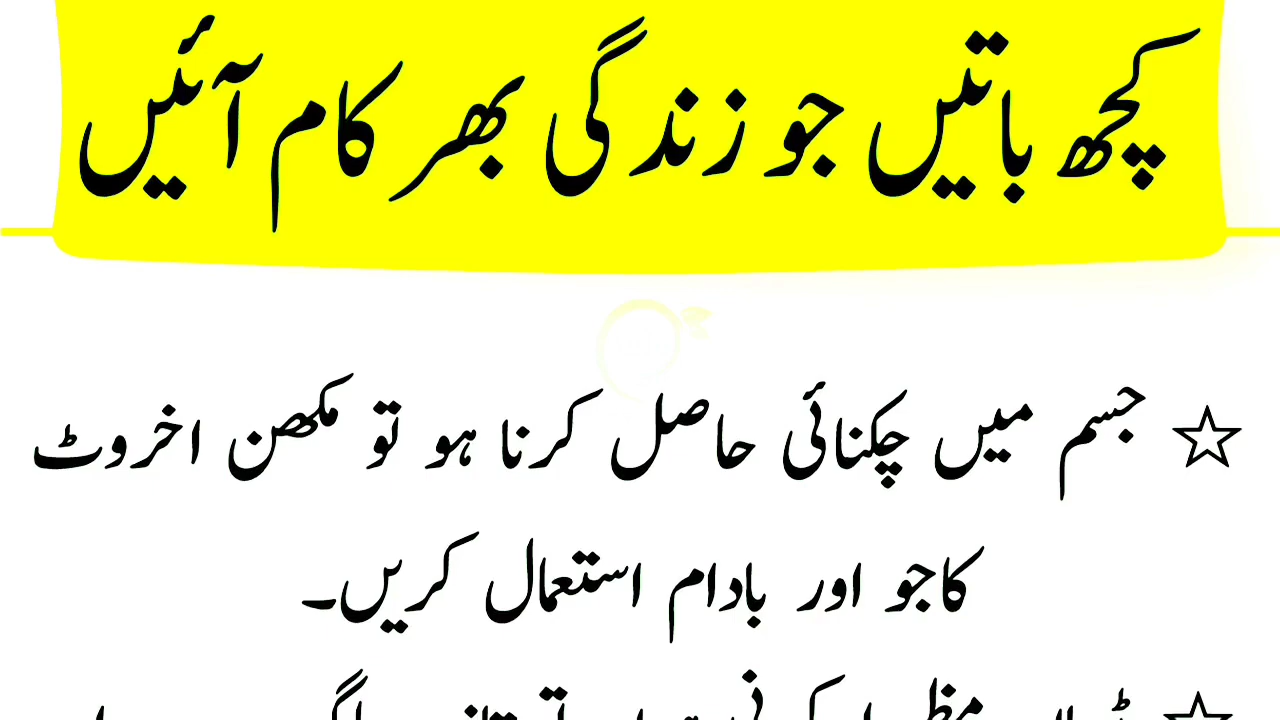 کچھ باتیں جو زندگی بھر کام آئیں
☆ جسم میں چکنائی حاصل کرنا ہو تو مکھن اخروٹ
کاجو اور بادام استعمال کریں۔
☆